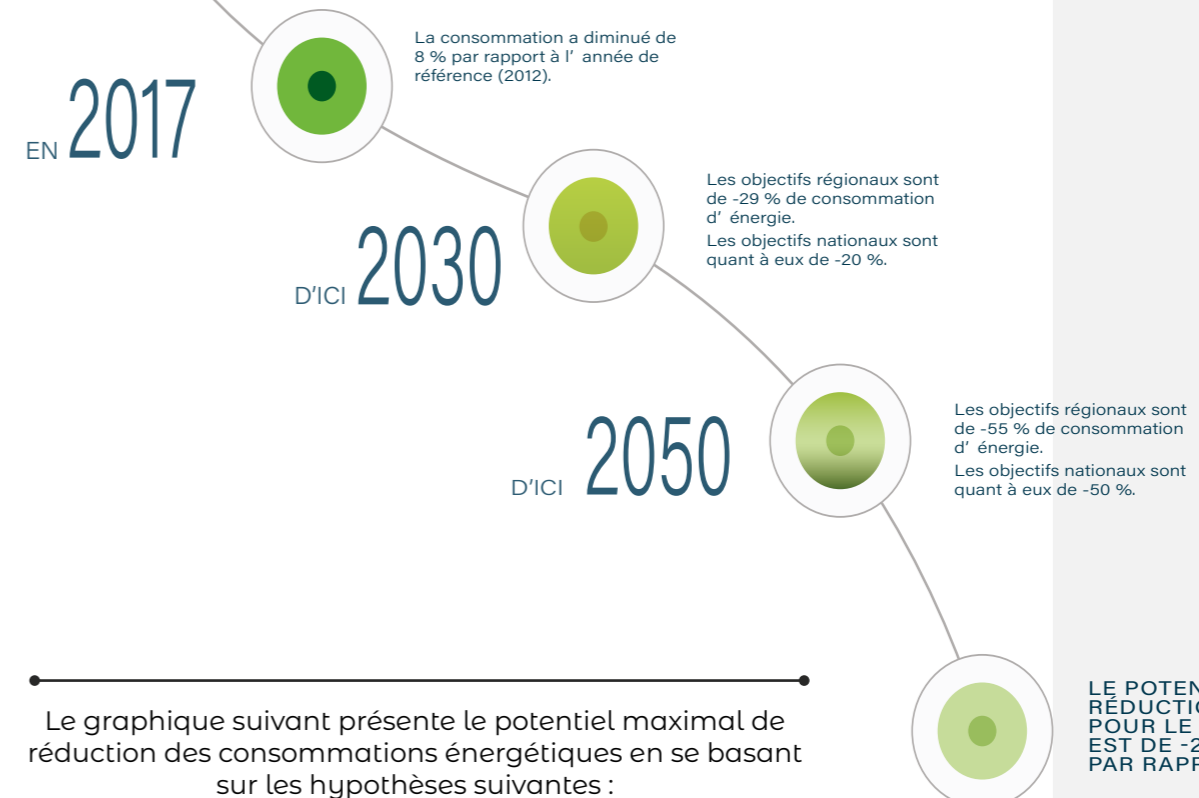 La consommation a diminué de
8 % par rapport à l’ année de
référence (2012).
EN 2017
Les objectifs régionaux sont
de -29 % de consommation
d’ énergie.
Les objectifs nationaux sont
quant à eux de -20 %.
D’ICI 2030
Les objectifs régionaux sont
de -55 % de consommation
d’ énergie.
Les objectifs nationaux sont
quant à eux de -50 %.
D’ICI 2050
LE
RÉDUCTIO
POUR LE
EST DE -2
PAR
Le graphique suivant présente le potentiel maximal de
réduction des consommations énergétiques en se basant
sur les hypothèses suivantes :